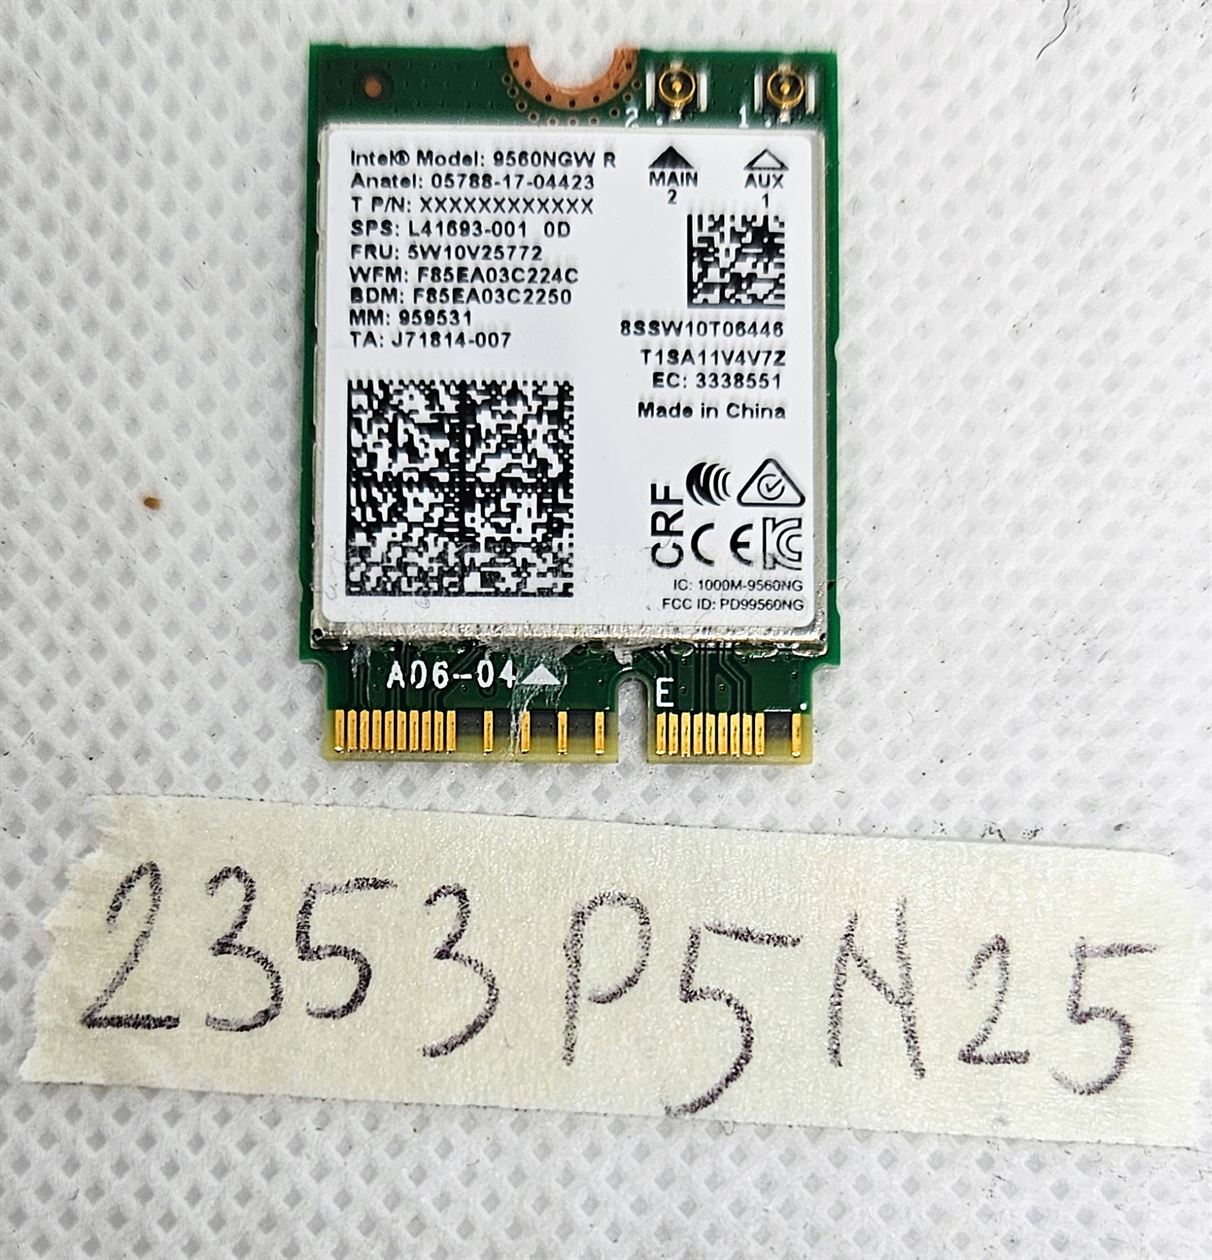 2 1
Intel® Model: 9560NGW R
Anatel: 05788-17-04423
T P/N: XXXXXXXXXXXX
SPS: L41693-001 0D
FRU: 5W10V25772
WFM: F85EA03C224C
BDM: F85EA03C2250
MM: 959531
TA: J71814-007
MAIN AUX
2 1
8SSW10T06446
T1SA11V4V7Z
EC: 3338551
Made in China
CRF
CE
IC: 1000M-9560NG
FCC ID: PD99560NG
A06-04 E
2353P5N25